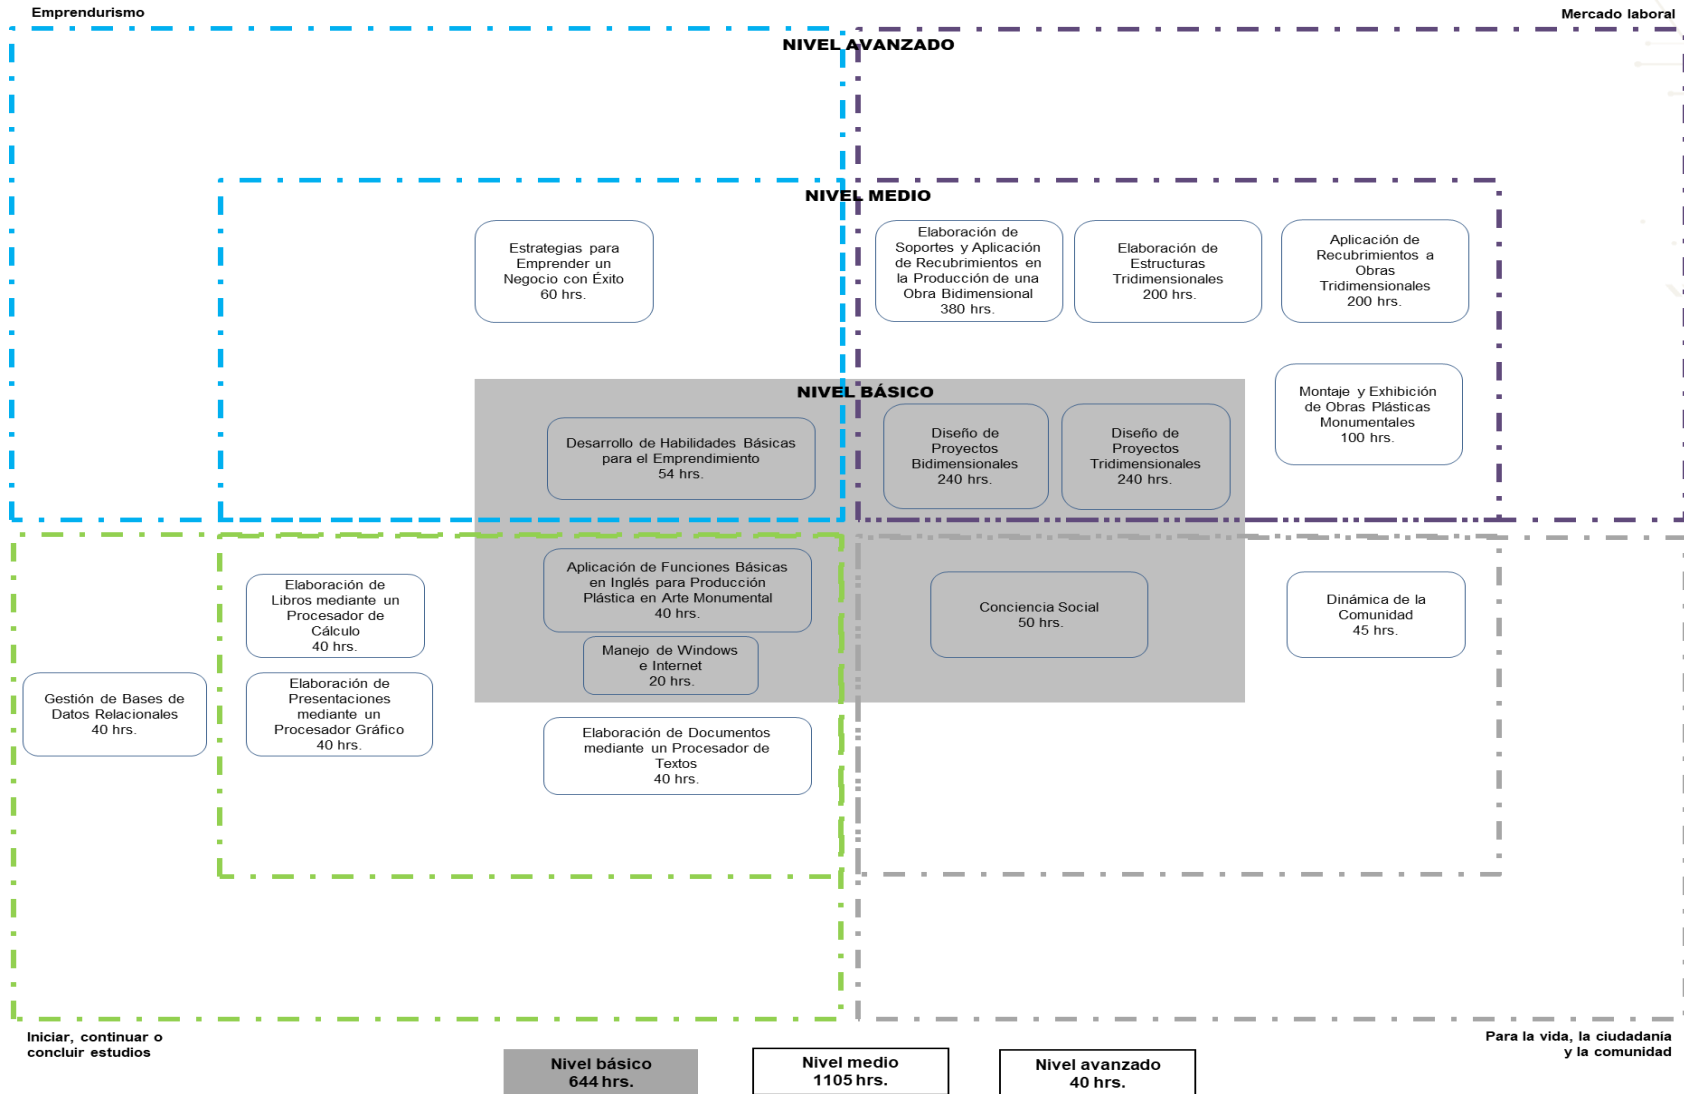 Emprendurismo
Mercado laboral
NIVEL AVANZADO
NIVEL MEDIO
Estrategias para
Emprender un
Negocio con Éxito
60 hrs.
Elaboración de
Soportes y Aplicación
de Recubrimientos en
la Producción de una
Obra Bidimensional
380 hrs.
Elaboración de
Estructuras
Tridimensionales
200 hrs.
Aplicación de
Recubrimientos a
Obras
Tridimensionales
200 hrs.
NIVEL BÁSICO
Desarrollo de Habilidades Básicas
para el Emprendimiento
54 hrs.
Diseño de
Proyectos
Bidimensionales
240 hrs.
Diseño de
Proyectos
Tridimensionales
240 hrs.
Montaje y Exhibición
de Obras Plásticas
Monumentales
100 hrs.
Elaboración de
Libros mediante un
Procesador de
Cálculo
40 hrs.
Aplicación de Funciones Básicas
en Inglés para Producción
Plástica en Arte Monumental
40 hrs.
Conciencia Social
50 hrs.
Dinámica de la
Comunidad
45 hrs.
Manejo de Windows
e Internet
20 hrs.
Gestión de Bases de
Datos Relacionales
40 hrs.
Elaboración de
Presentaciones
mediante un
Procesador Gráfico
40 hrs.
Elaboración de Documentos
mediante un Procesador de
Textos
40 hrs.
Iniciar, continuar o
concluir estudios
Para la vida, la ciudadanía
y la comunidad
Nivel básico
644 hrs.
Nivel medio
1105 hrs.
Nivel avanzado
40 hrs.